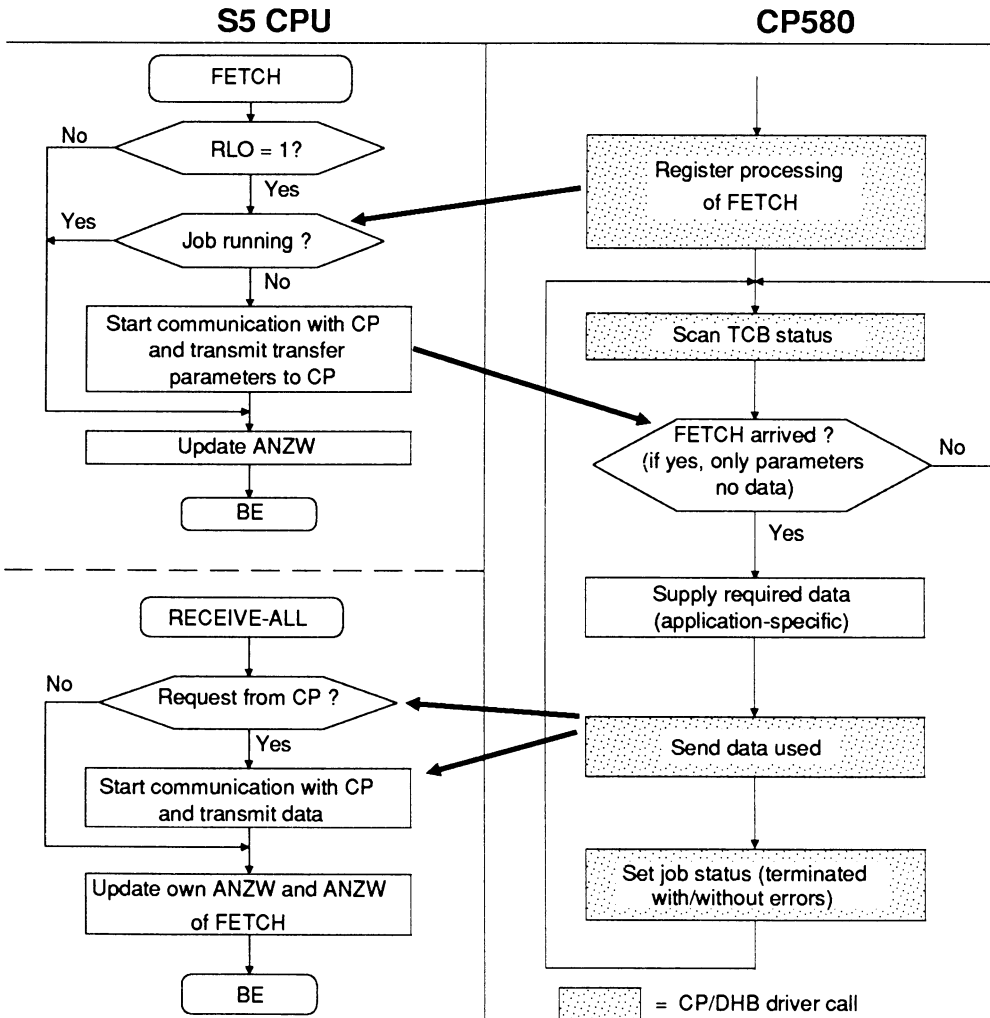 S5 CPU
CP580
FETCH
No
RLO = 1?
Yes
Yes
Job running ?
No
Start communication with CP
and transmit transfer
parameters to CP
Update ANZW
BE
RECEIVE-ALL
No
Request from CP ?
Yes
Start communication with CP
and transmit data
Update own ANZW and ANZW
of FETCH
BE
Register processing
of FETCH
Scan TCB status
FETCH arrived ?
(if yes, only parameters
no data)
No
Yes
Supply required data
(application-specific)
Send data used
Set job status (terminated
with/without errors)
= CP/DHB driver call